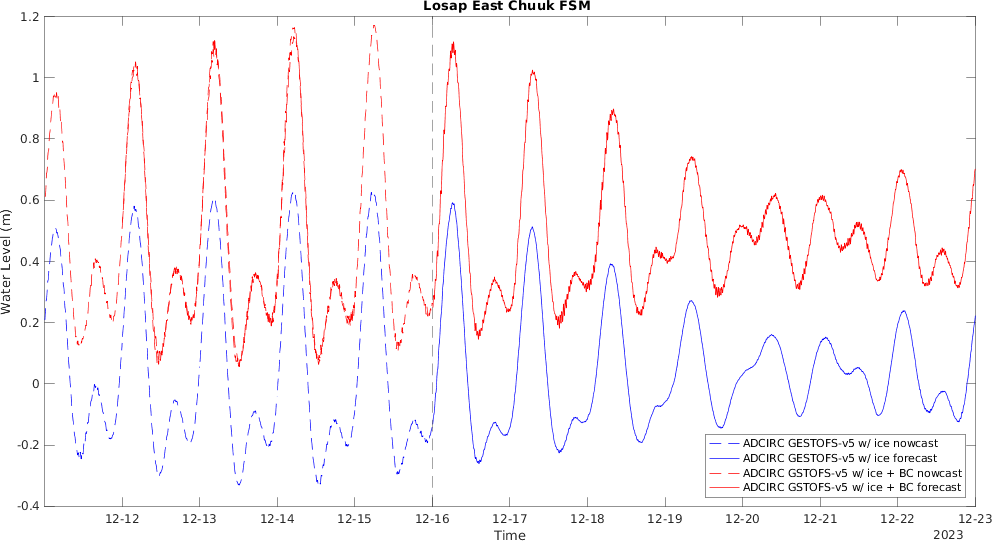 Losap East Chuuk FSM
Water Level (m)
1.2
1
0.8
0.6
0.4
0.2
0
-0.2
-0.4
12-12 12-13 12-14 12-15 12-16 12-17 12-18 12-19 12-20 12-21 12-22 12-23
Time
2023
ADCIRC GESTOFS-v5 w/ ice nowcast
ADCIRC GESTOFS-v5 w/ ice forecast
ADCIRC GSTOFS-v5 w/ ice + BC nowcast
ADCIRC GSTOFS-v5 w/ ice + BC forecast